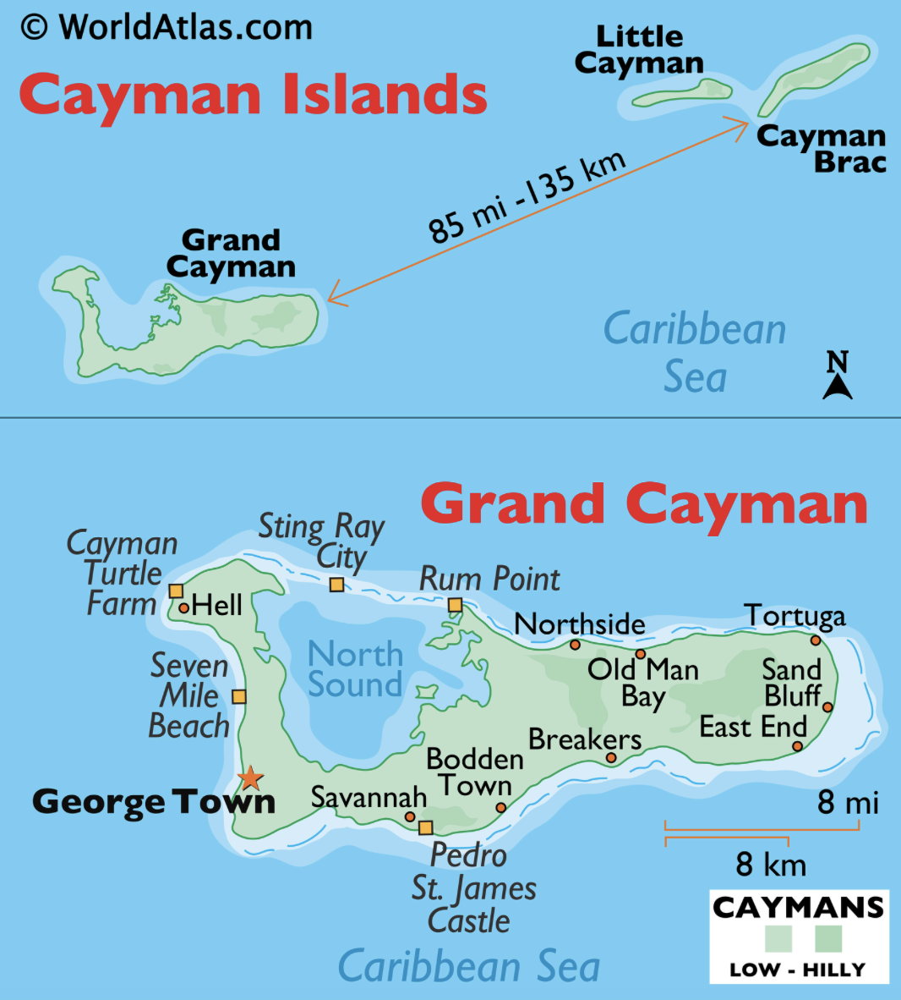 © WorldAtlas.com
Cayman Islands
Little
Cayman
Cayman
Brac
85 mi -135 km
Grand
Cayman
Caribbean
Sea
N
Grand Cayman
Sting Ray
City
Cayman
Turtle
Farm
Hell
Rum Point
Northside
Tortuga
North
Sound
Old Man
Bay
Sand
Bluff
Seven
Mile
Beach
East End
Breakers
Bodden
Town
George Town
Savannah
8 mi
8 km
Pedro
St. James
Castle
Caribbean Sea
CAYMANS
LOW - HILLY